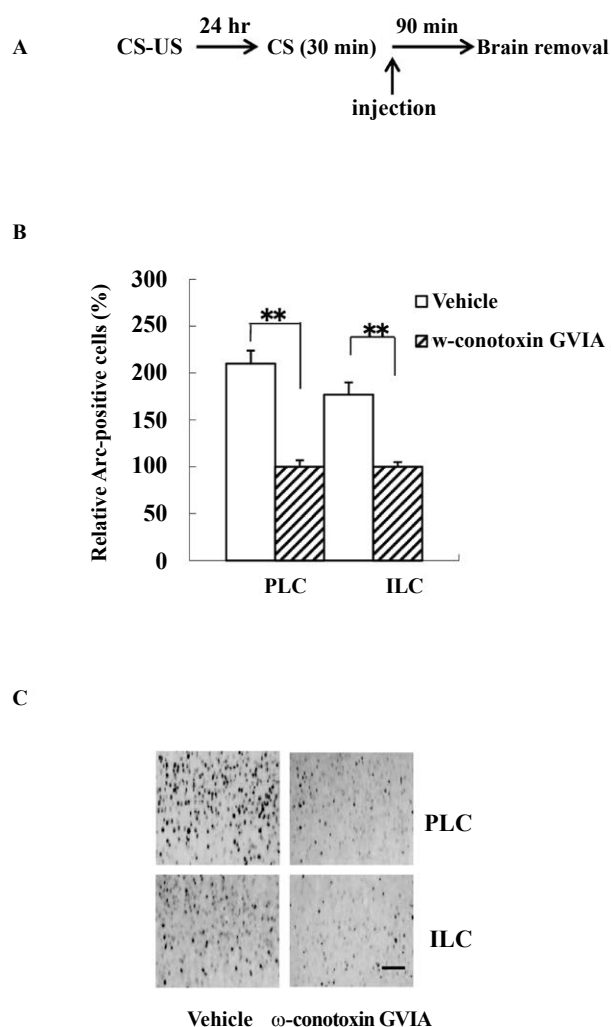 A
CS-US 24 hr CS (30 min) 90 min Brain removal
injection
B
Relative Arc-positive cells (%)
300
250
200
150
100
50
0
** **
Vehicle
w-conotoxin GVIA
PLC ILC
C
PLC
ILC
Vehicle ω-conotoxin GVIA